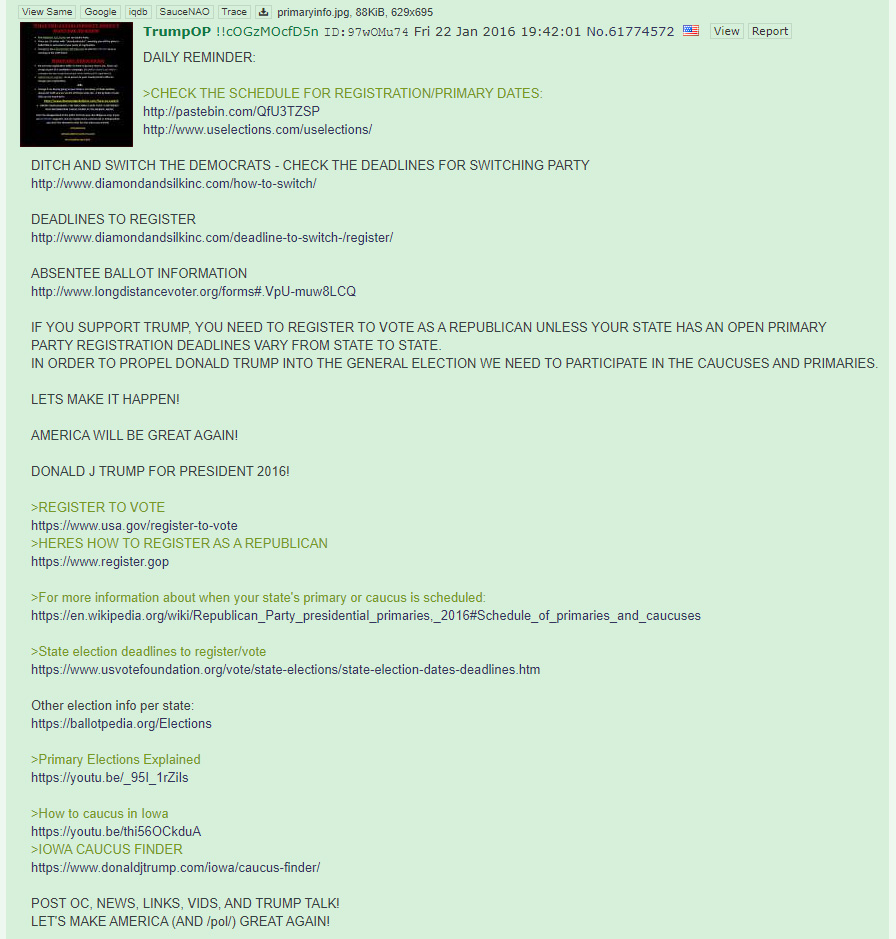 View Same Google iqdb SauceNAO Trace primaryinfo.jpg, 88KiB, 629x695
TrumpOP !!cOGzMOcfD5n ID:97wOMu74 Fri 22 Jan 2016 19:42:01 No.61774572 View Report
DAILY REMINDER:
>CHECK THE SCHEDULE FOR REGISTRATION/PRIMARY DATES:
http://pastebin.com/QfU3TZSP
http://www.uselections.com/uselections/
DITCH AND SWITCH THE DEMOCRATS - CHECK THE DEADLINES FOR SWITCHING PARTY
http://www.diamondandsilkinc.com/how-to-switch/
DEADLINES TO REGISTER
http://www.diamondandsilkinc.com/deadline-to-switch-/register/
ABSENTEE BALLOT INFORMATION
http://www.longdistancevoter.org/forms#.VpU-muw8LCQ
IF YOU SUPPORT TRUMP, YOU NEED TO REGISTER TO VOTE AS A REPUBLICAN UNLESS YOUR STATE HAS AN OPEN PRIMARY
PARTY REGISTRATION DEADLINES VARY FROM STATE TO STATE.
IN ORDER TO PROPEL DONALD TRUMP INTO THE GENERAL ELECTION WE NEED TO PARTICIPATE IN THE CAUCUSES AND PRIMARIES.
LETS MAKE IT HAPPEN!
AMERICA WILL BE GREAT AGAIN!
DONALD J TRUMP FOR PRESIDENT 2016!
>REGISTER TO VOTE
https://www.usa.gov/register-to-vote
>HERES HOW TO REGISTER AS A REPUBLICAN
https://www.register.gop
>For more information about when your state's primary or caucus is scheduled:
https://en.wikipedia.org/wiki/Republican_Party_presidential_primaries,_2016#Schedule_of_primaries_and_caucuses
>State election deadlines to register/vote
https://www.usvotefoundation.org/vote/state-elections/state-election-dates-deadlines.htm
Other election info per state:
https://ballotpedia.org/Elections
>Primary Elections Explained
https://youtu.be/_95I_1rZiIs
>How to caucus in Iowa
https://youtu.be/thi56OCkduA
>IOWA CAUCUS FINDER
https://www.donaldjtrump.com/iowa/caucus-finder/
POST OC, NEWS, LINKS, VIDS, AND TRUMP TALK!
LET'S MAKE AMERICA (AND /pol/) GREAT AGAIN!